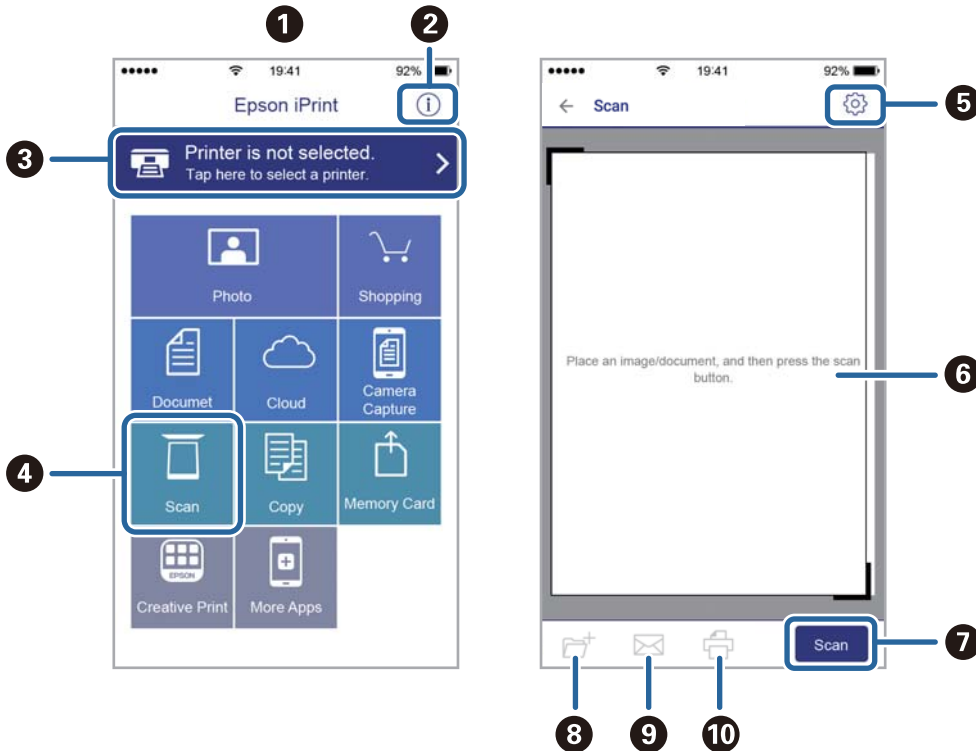 1
2
19:41
92%
Epson iPrint
i
3
Printer is not selected.
Tap here to select a printer.
Photo
Shopping
Documet
Cloud
Camera
Capture
4
Scan
Copy
Memory Card
EPSON
Creative Print
More Apps
19:41
92%
Scan
5
Place an image/document, and then press the scan
button.
6
Scan
7
8
9
10